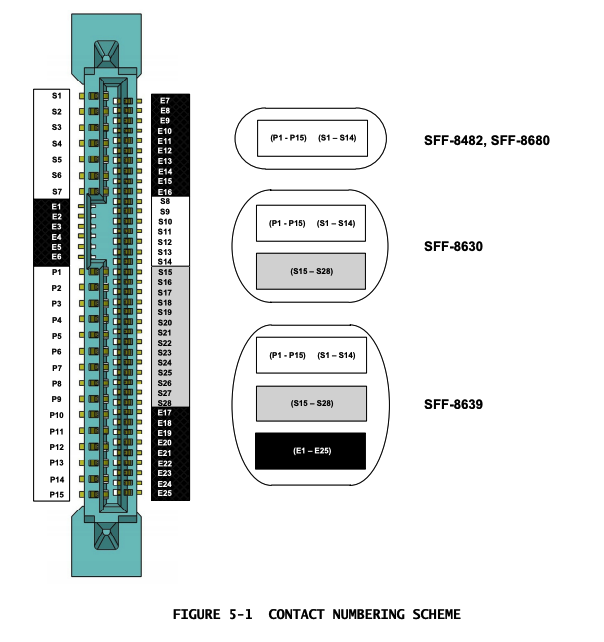 S1
S2
S3
S4
S5
S6
S7
E1
E2
E3
E4
E5
E6
P1
P2
P3
P4
P5
P6
P7
P8
P9
P10
P11
P12
P13
P14
P15
E7
E8
E9
E10
E11
E12
E13
E14
E15
E16
S8
S9
S10
S11
S12
S13
S14
S15
S16
S17
S18
S19
S20
S21
S22
S23
S24
S25
S26
S27
S28
E17
E18
E19
E20
E21
E22
E23
E24
E25
(P1 - P15) (S1 – S14)
SFF-8482, SFF-8680
(P1 - P15) (S1 – S14)
(S15 – S28)
SFF-8630
(P1 - P15) (S1 – S14)
(S15 – S28)
(E1 – E25)
SFF-8639
FIGURE 5-1 CONTACT NUMBERING SCHEME